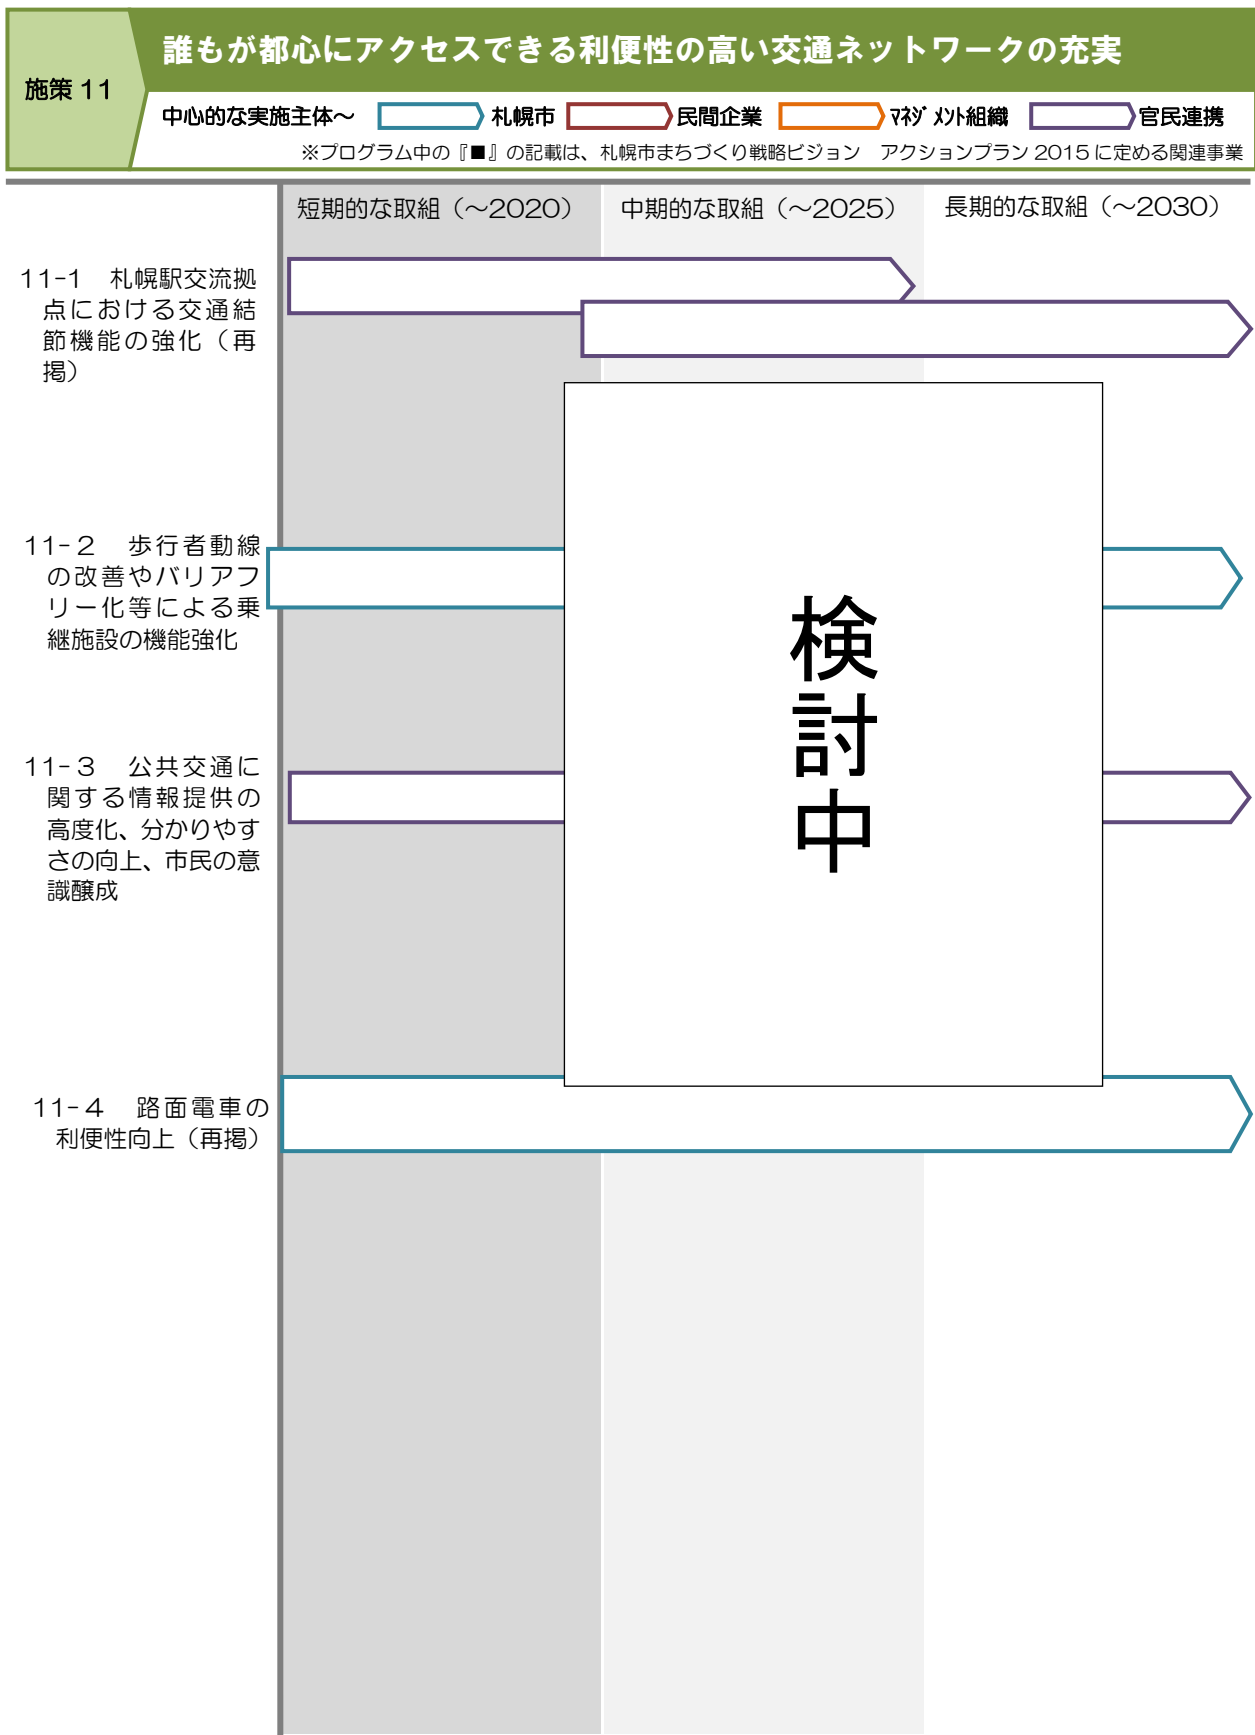 施策 11
誰もが都心にアクセスできる利便性の高い交通ネットワークの充実
中心的な実施主体～ 札幌市 民間企業 ﾏﾈｼﾞﾒﾝﾄ組織 官民連携
※プログラム中の『■』の記載は、札幌市まちづくり戦略ビジョン　アクションプラン 2015 に定める関連事業
短期的な取組（～2020） 中期的な取組（～2025） 長期的な取組（～2030）
11-1　札幌駅交流拠
点における交通結
節機能の強化（再
掲）
11-２　歩行者動線
の改善やバリアフ
リー化等による乗
継施設の機能強化
11-３　公共交通に
関する情報提供の
高度化、分かりやす
さの向上、市民の意
識醸成
11-４　路面電車の
利便性向上（再掲）
検討中